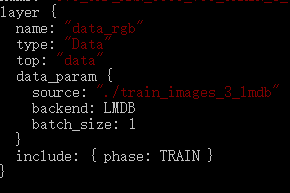 layer {
name: "data_rgb"
type: "Data"
top: "data"
data_param {
source: "./train_images_3_lmdb"
backend: LMDB
batch_size: 1
}
include: { phase: TRAIN }
}